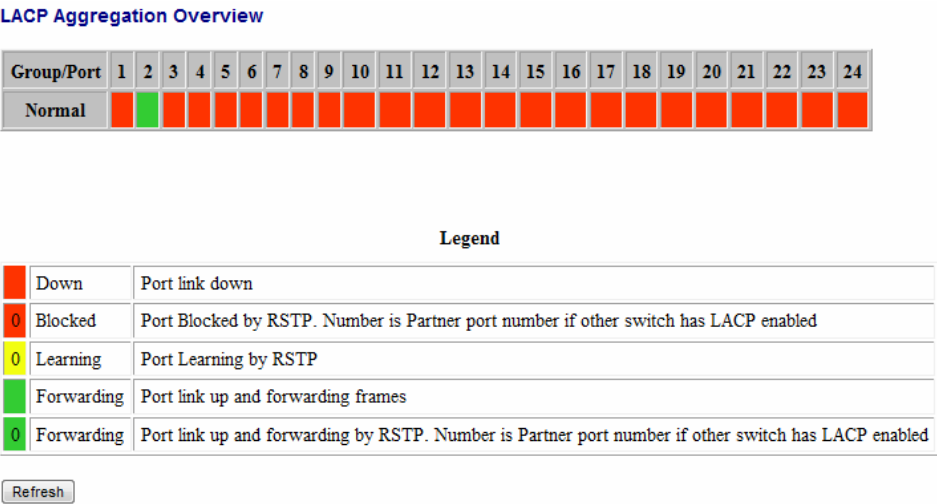 LACP Aggregation Overview
Group/Port 1 2 3 4 5 6 7 8 9 10 11 12 13 14 15 16 17 18 19 20 21 22 23 24
Normal
Legend
Down Port link down
0 Blocked Port Blocked by RSTP. Number is Partner port number if other switch has LACP enabled
0 Learning Port Learning by RSTP
Forwarding Port link up and forwarding frames
0 Forwarding Port link up and forwarding by RSTP. Number is Partner port number if other switch has LACP enabled
Refresh